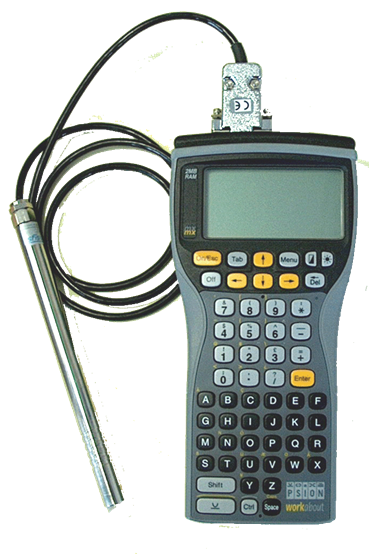 CE
2MB
RAM
mx
On/Esc Tab Menu
Off Del
7 8 9 *
4 5 6 –
1 2 3 + =
0 . / Enter
A B C D E F
G H I J K L
M N O P Q R
S T U V W X
Shift Y Z
Ctrl Space
PSION
workabout